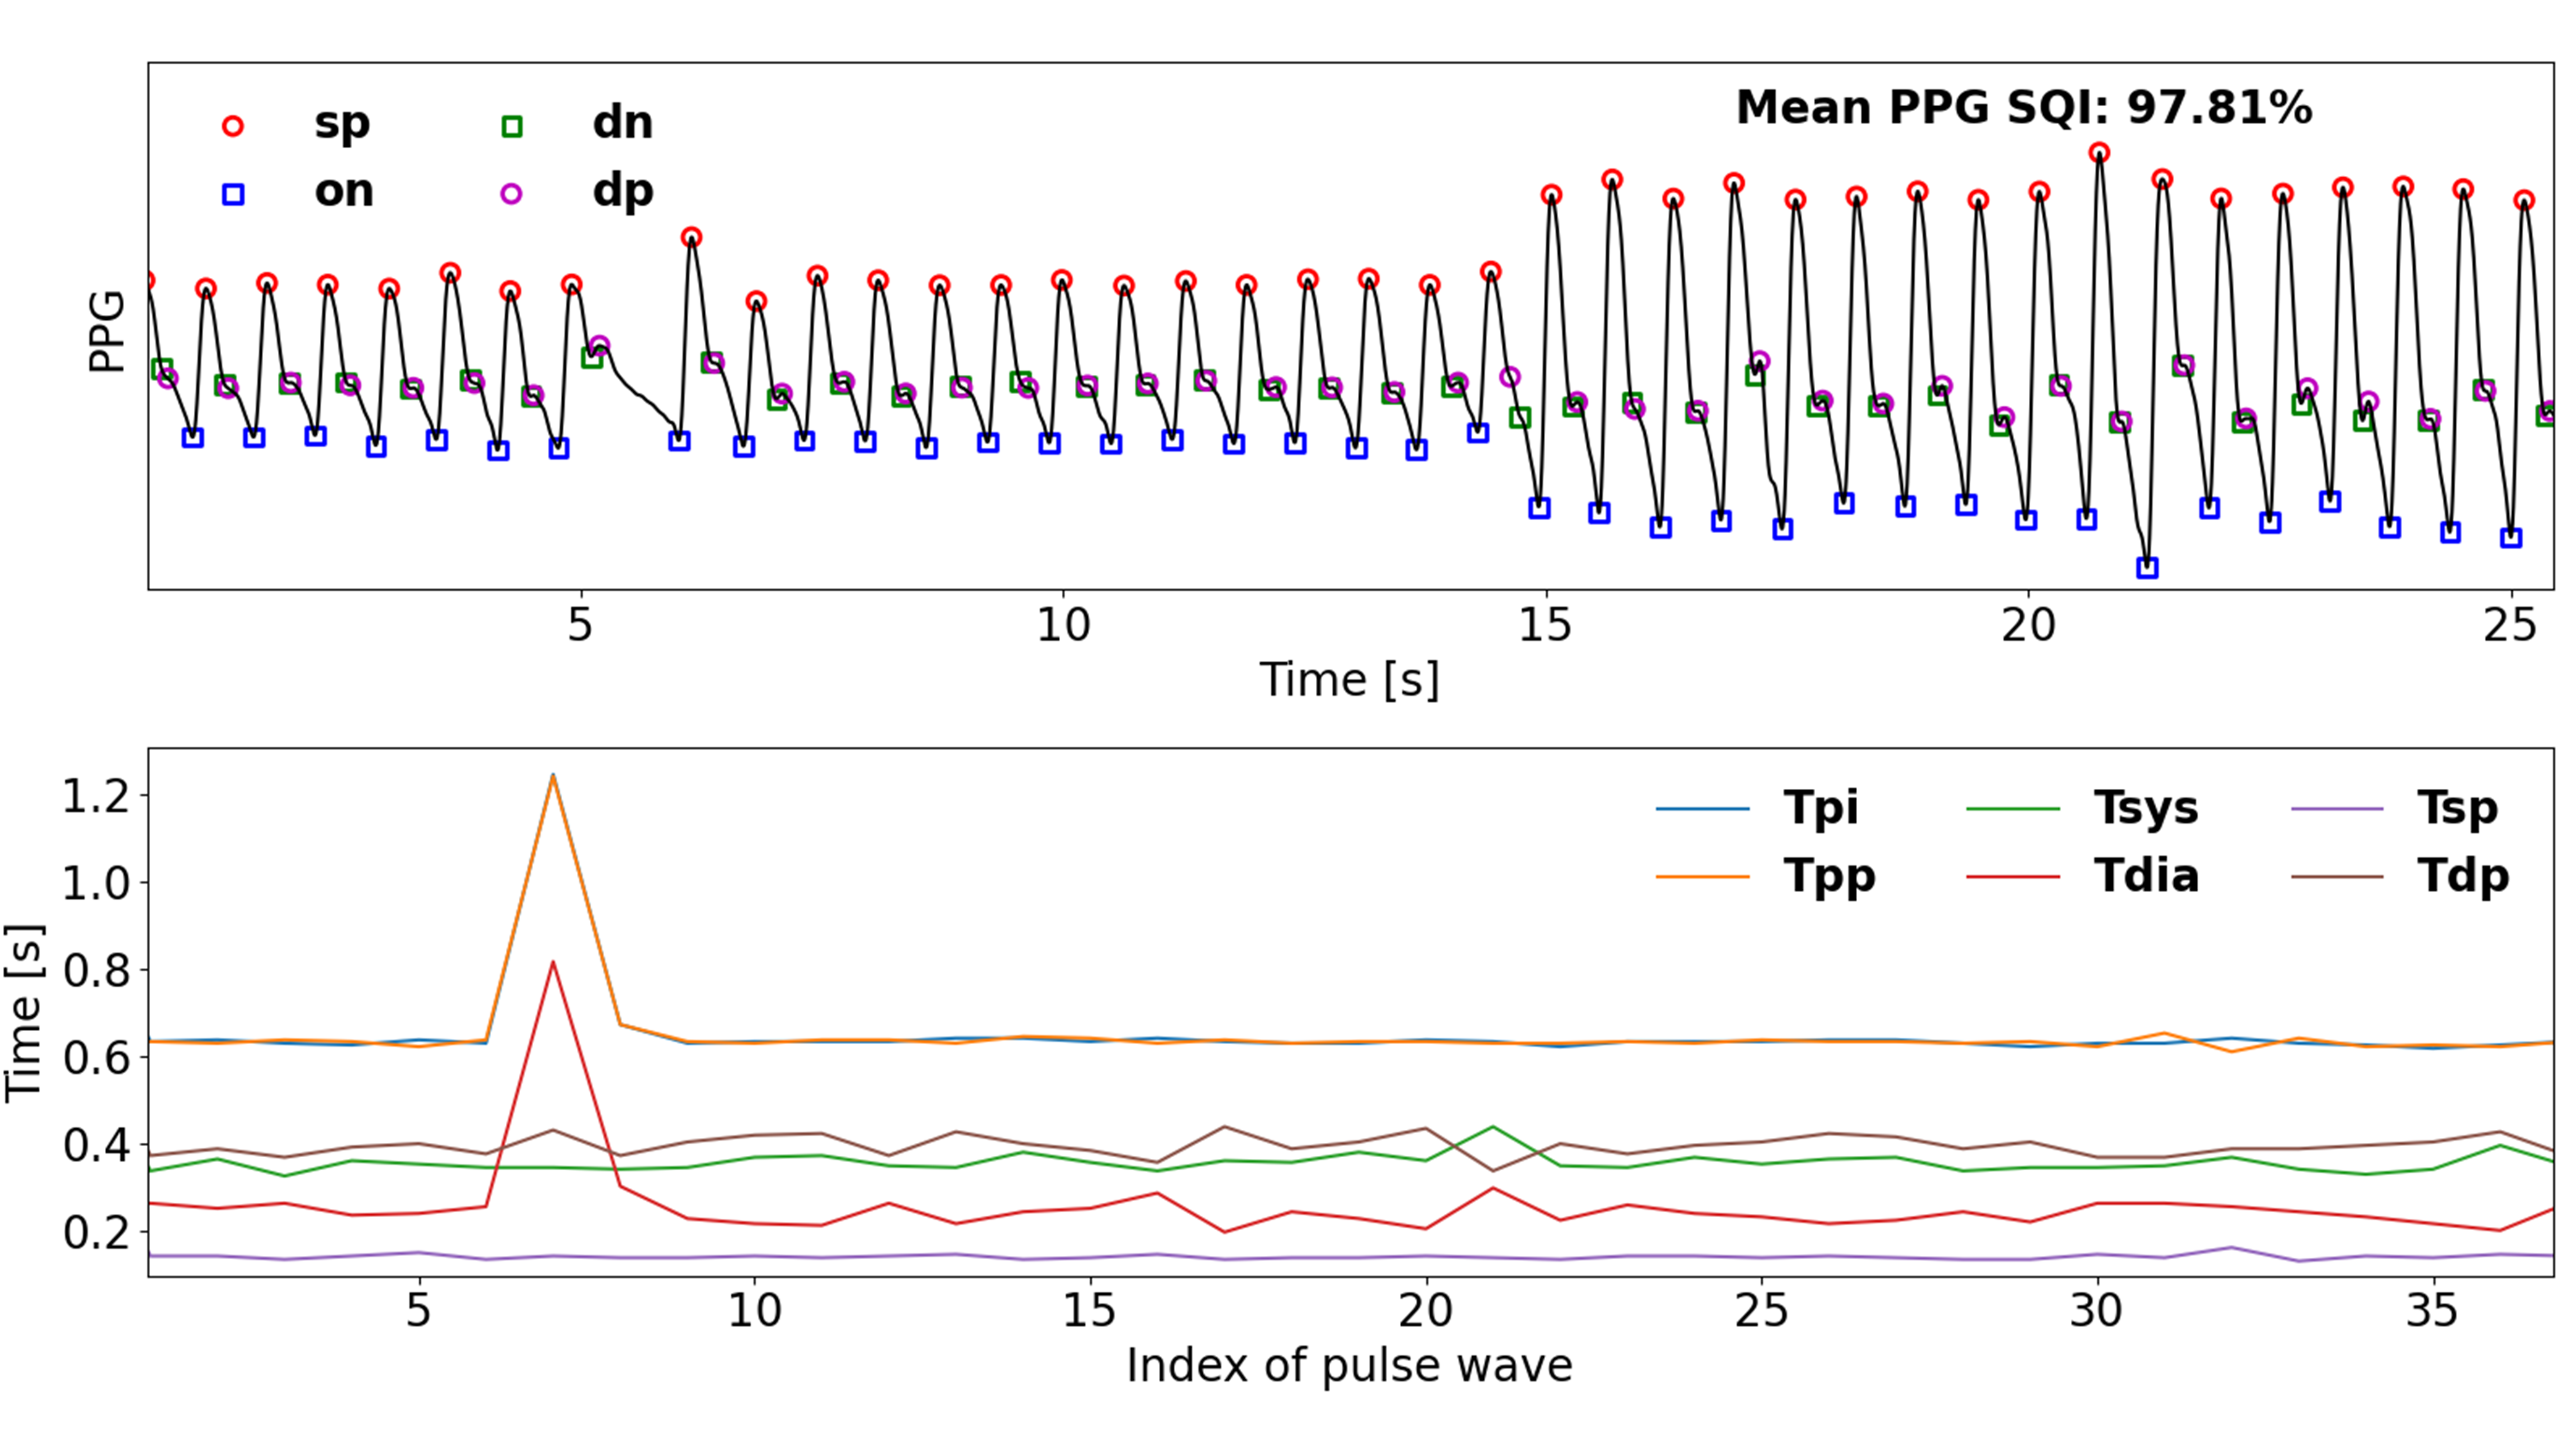 sp dn Mean PPG SQI: 97.81%
on dp
PPG
5 10 15 20 25
Time [s]
1.2
1.0
0.8
0.6
0.4
0.2
Time [s]
Tpi Tsys Tsp
Tpp Tdia Tdp
5 10 15 20 25 30 35
Index of pulse wave